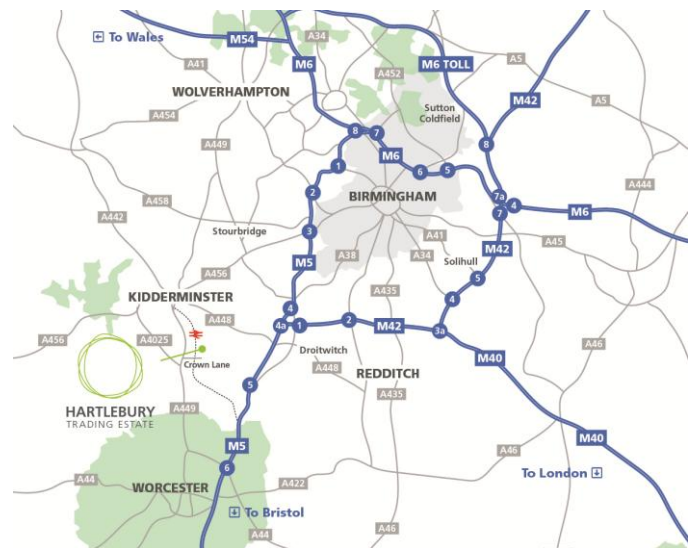 To Wales
M54
A34
M6
A452
M6 TOLL
A5
M42
A5
A41
WOLVERHAMPTON
Sutton
Coldfield
A454
A449
8
7
M6
8
1
6
5
2
BIRMINGHAM
7a
4
7
M6
A444
A458
A442
Stourbridge
3
A41
A45
M5
A38
A34
Solihull
M42
A456
5
A435
KIDDERMINSTER
4
4
A448
4a
1
2
M42
3a
A456
A4025
Droitwitch
M40
A46
Crown Lane
A448
REDDITCH
5
A435
HARTLEBURY
TRADING ESTATE
A449
M5
M40
A46
6
To London
A44
WORCESTER
A422
To Bristol
A44
A46